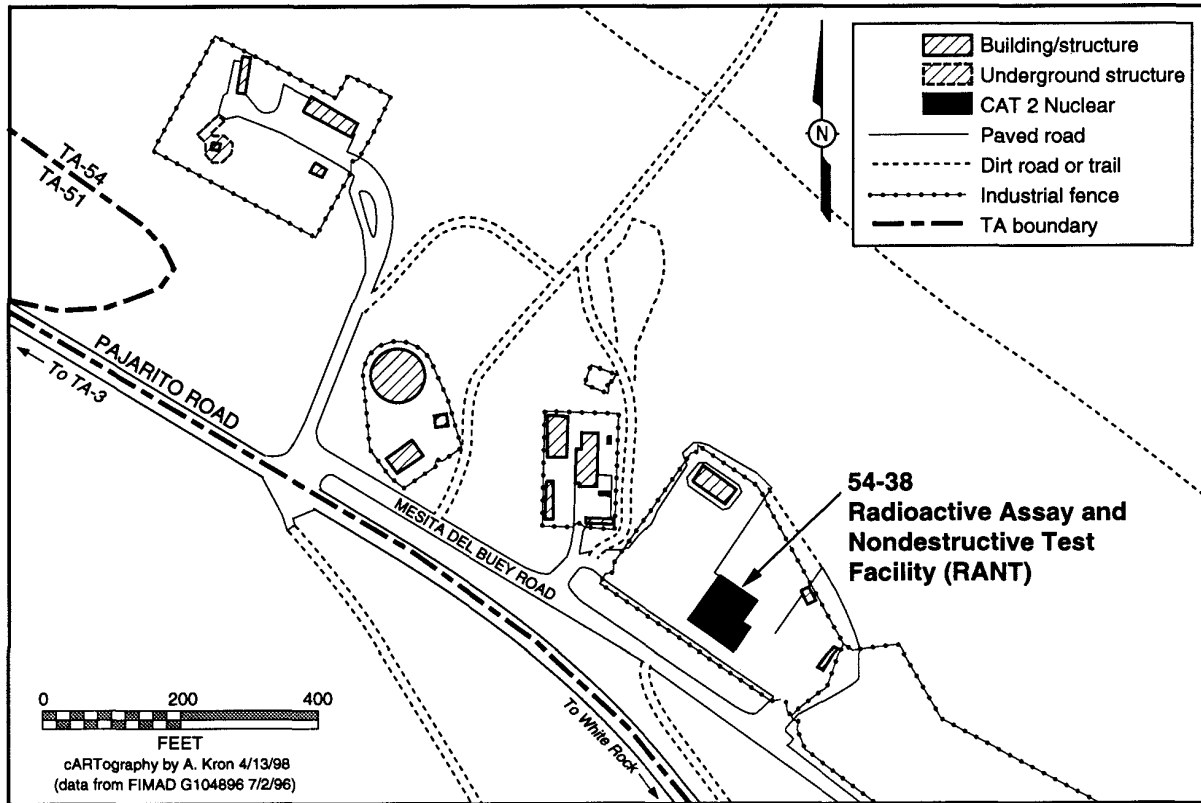 Building/structure
Underground structure
CAT 2 Nuclear
Paved road
Dirt road or trail
Industrial fence
TA boundary
N
TA-54
TA-51
PAJARITO ROAD
To TA-3
MESITA DEL BUEY ROAD
54-38
Radioactive Assay and
Nondestructive Test
Facility (RANT)
To White Rock
0 200 400
FEET
cARTography by A. Kron 4/13/98
(data from FIMAD G104896 7/2/96)